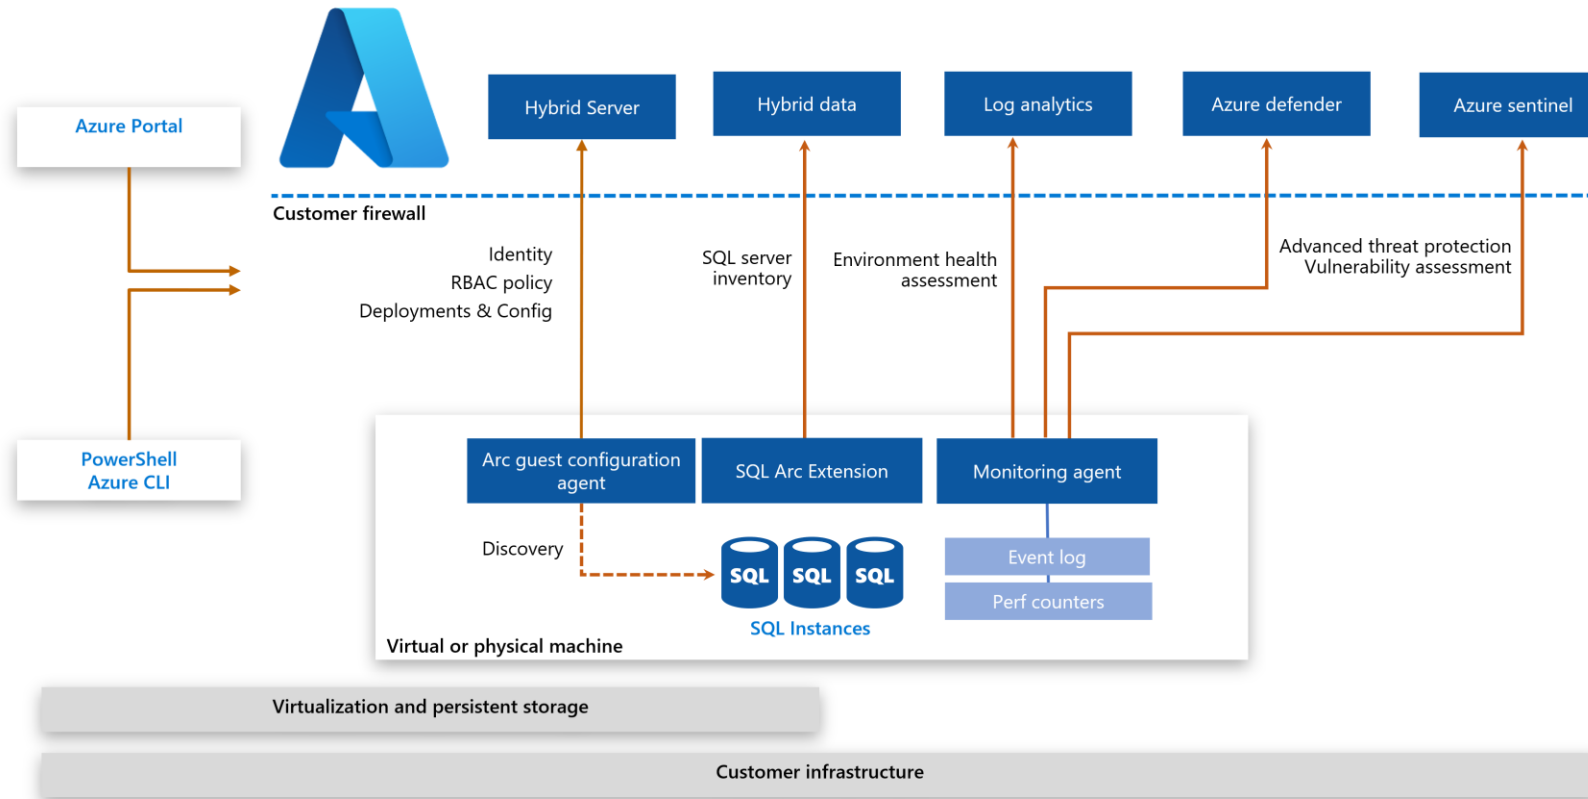 Azure Portal
Hybrid Server
Hybrid data
Log analytics
Azure defender
Azure sentinel
Customer firewall
Identity
RBAC policy
Deployments & Config
SQL server
inventory
Environment health
assessment
Advanced threat protection
Vulnerability assessment
PowerShell
Azure CLI
Arc guest configuration
agent
SQL Arc Extension
Monitoring agent
Discovery
SQL
SQL
SQL
SQL Instances
Event log
Perf counters
Virtual or physical machine
Virtualization and persistent storage
Customer infrastructure